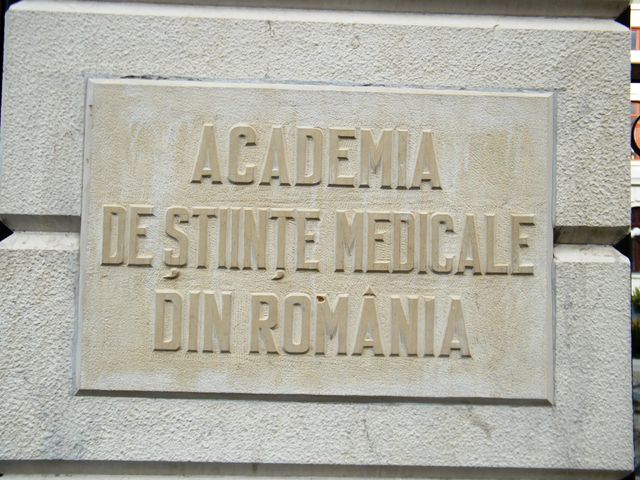 ACADEMIA
DE ȘTIINȚE MEDICALE
DIN ROMÂNIA